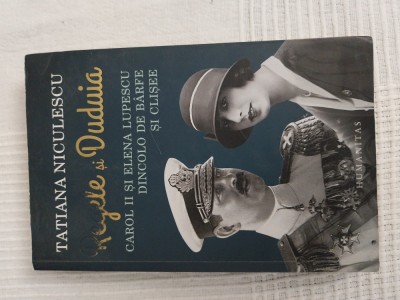 TATIANA NICULESCU
Regele și Duduia
CAROL II ȘI ELENA LUPESCU
DINCOLO DE BÂRFE
ȘI CLIȘEE
HUMANITAS